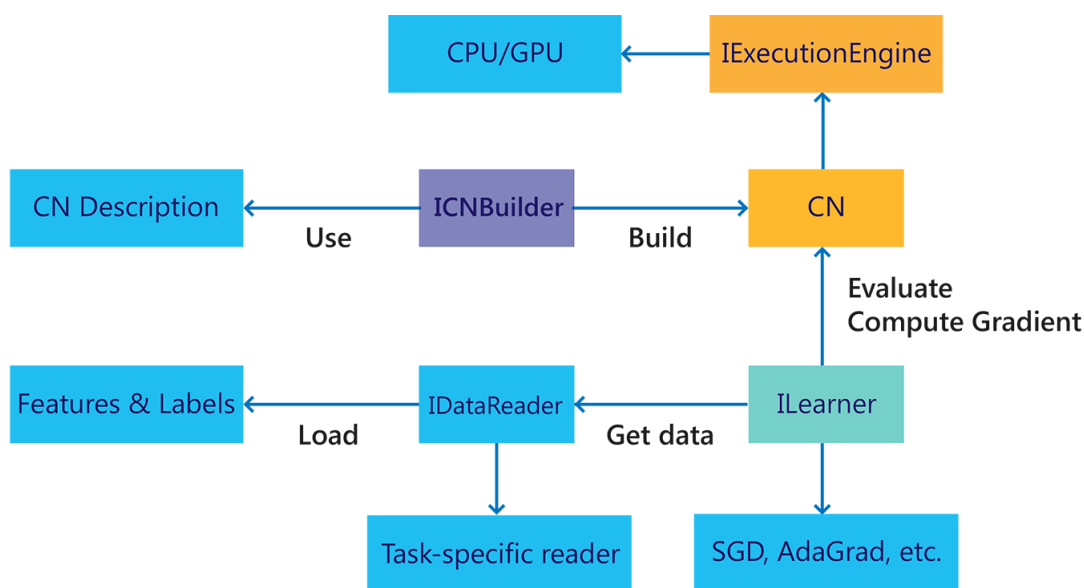 CPU/GPU
IExecutionEngine
CN Description
ICNBuilder
CN
Use
Build
Evaluate
Compute Gradient
Features & Labels
IDataReader
ILearner
Load
Get data
Task-specific reader
SGD, AdaGrad, etc.